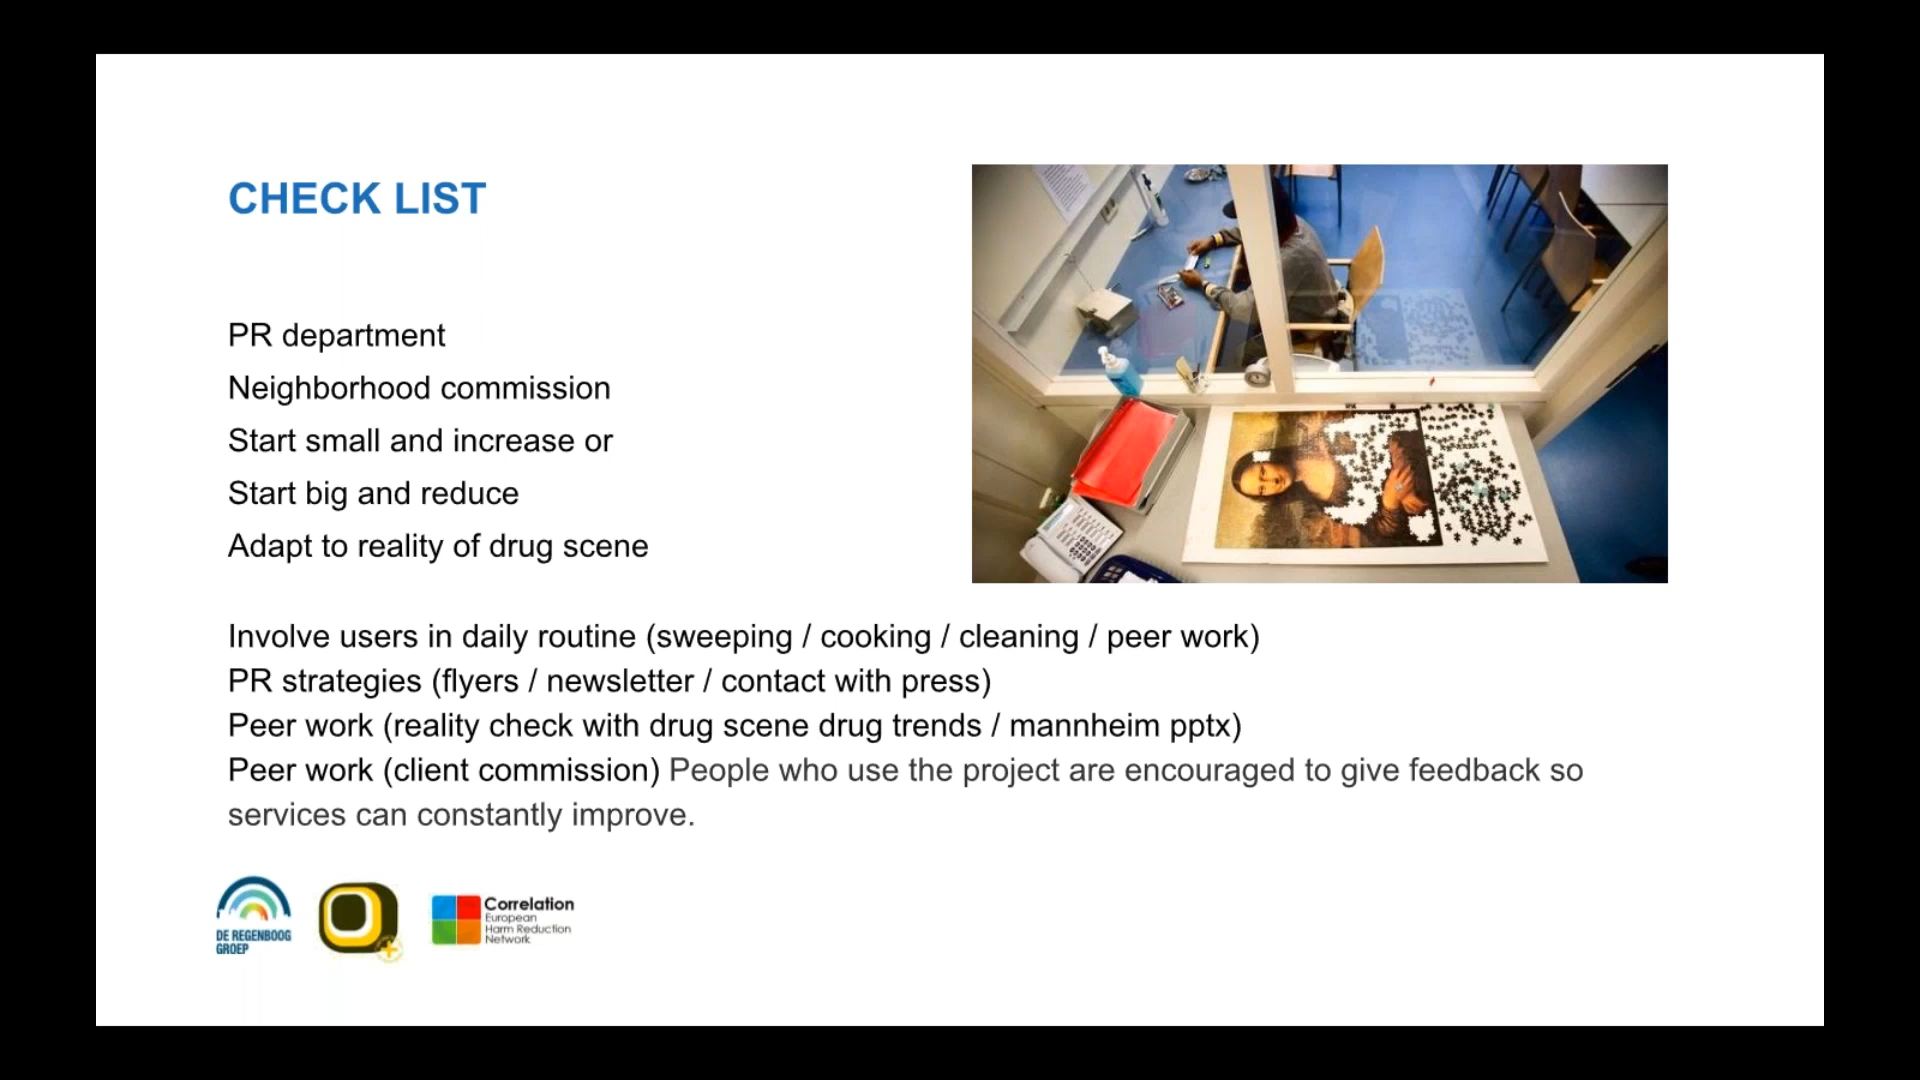 CHECK LIST
PR department
Neighborhood commission
Start small and increase or
Start big and reduce
Adapt to reality of drug scene
Involve users in daily routine (sweeping / cooking / cleaning / peer work)
PR strategies (flyers / newsletter / contact with press)
Peer work (reality check with drug scene drug trends / mannheim pptx)
Peer work (client commission) People who use the project are encouraged to give feedback so
services can constantly improve.
DE REGENBOOG
GROEP
Correlation
European
Harm Reduction
Network